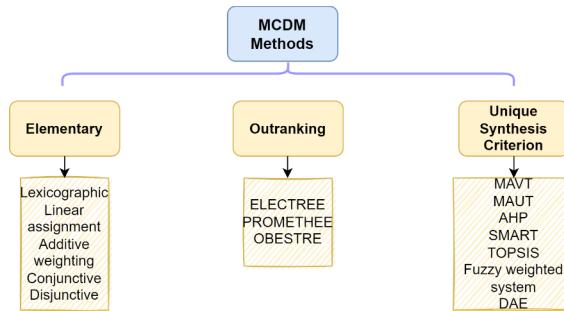 MCDM
Methods
Elementary
Outranking
Unique
Synthesis
Criterion
Lexicographic
Linear
assignment
Additive
weighting
Conjunctive
Disjunctive
ELECTREE
PROMETHEE
OBESTRE
MAVT
MAUT
AHP
SMART
TOPSIS
Fuzzy weighted
system
DAE